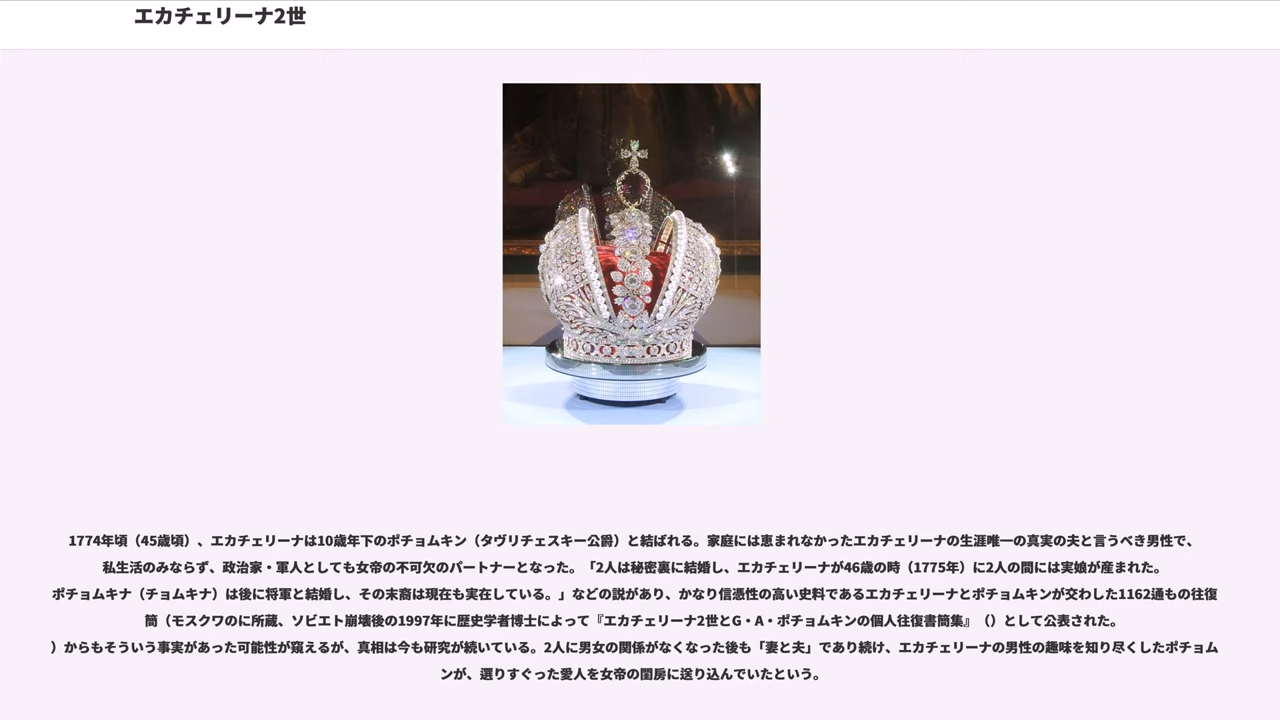 エカチェリーナ2世
1774年頃（45歳頃）、エカチェリーナは10歳年下のポチョムキン（タヴリチェスキー公爵）と結ばれる。家庭には恵まれなかったエカチェリーナの生涯唯一の真実の夫と言うべき男性で、
私生活のみならず、政治家・軍人としても女帝の不可欠のパートナーとなった。「2人は秘密裏に結婚し、エカチェリーナが46歳の時（1775年）に2人の間には実娘が産まれた。
ポチョムキナ（チョムキナ）は後に将軍と結婚し、その末裔は現在も実在している。」などの説があり、かなり信憑性の高い史料であるエカチェリーナとポチョムキンが交わした1162通もの往復
簡（モスクワのに所蔵、ソビエト崩壊後の1997年に歴史学者博士によって『エカチェリーナ2世とG・A・ポチョムキンの個人往復書簡集』（）として公表された。
）からもそういう事実があった可能性が窺えるが、真相は今も研究が続いている。2人に男女の関係がなくなった後も「妻と夫」であり続け、エカチェリーナの男性の趣味を知り尽くしたポチョム
ンが、選りすぐった愛人を女帝の閨房に送り込んでいたという。